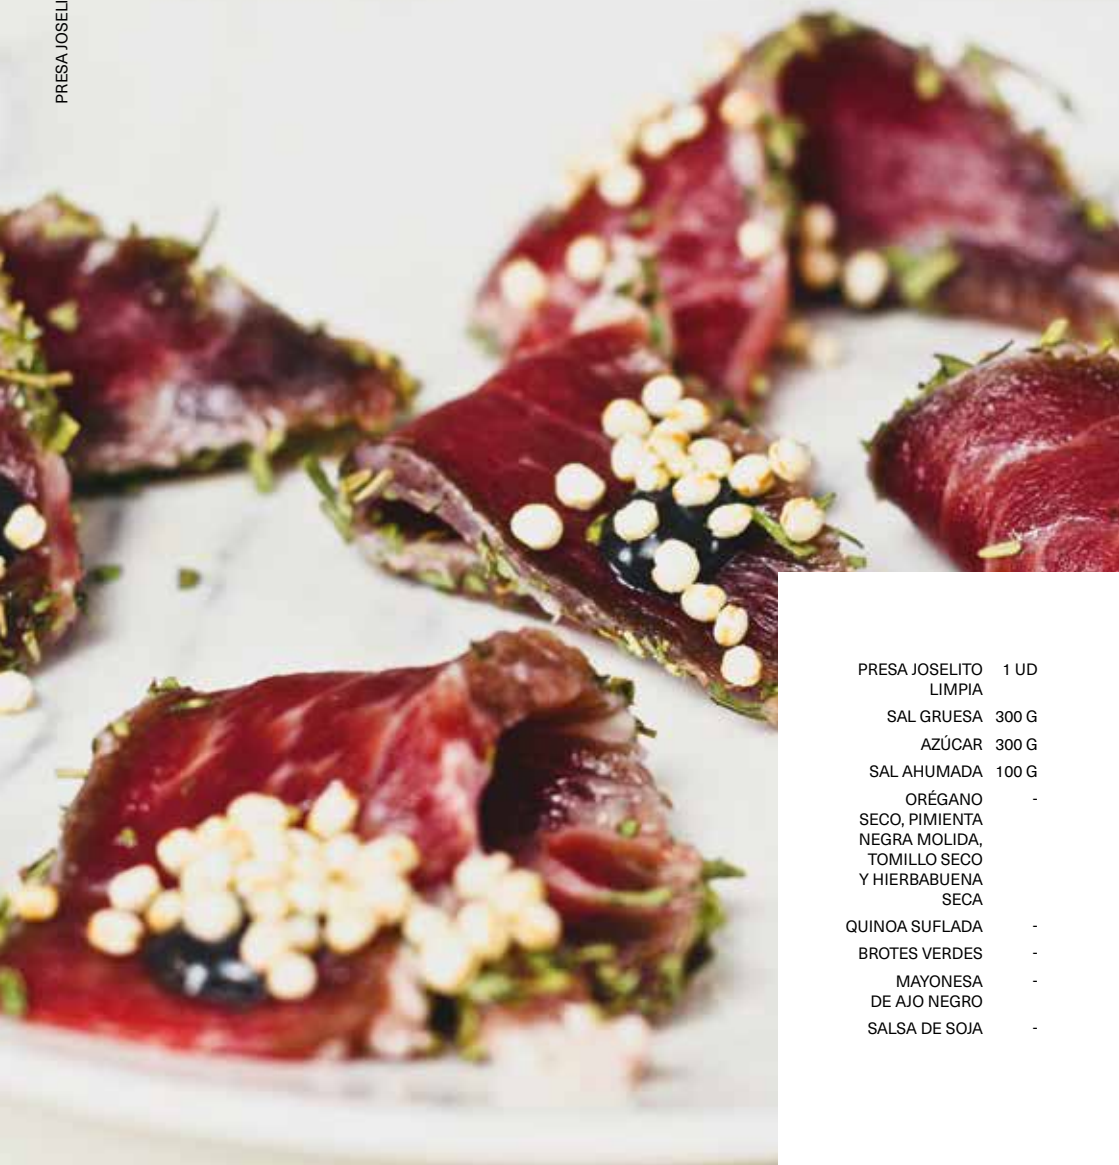 PRESA JOSELI
PRESA JOSELITO 1 UD
LIMPIA
SAL GRUESA 300 G
AZÚCAR 300 G
SAL AHUMADA 100 G
ORÉGANO -
SECO, PIMIENTA
NEGRA MOLIDA,
TOMILLO SECO
Y HIERBABUENA
SECA
QUINOA SUFLADA -
BROTES VERDES -
MAYONESA -
DE AJO NEGRO
SALSA DE SOJA -